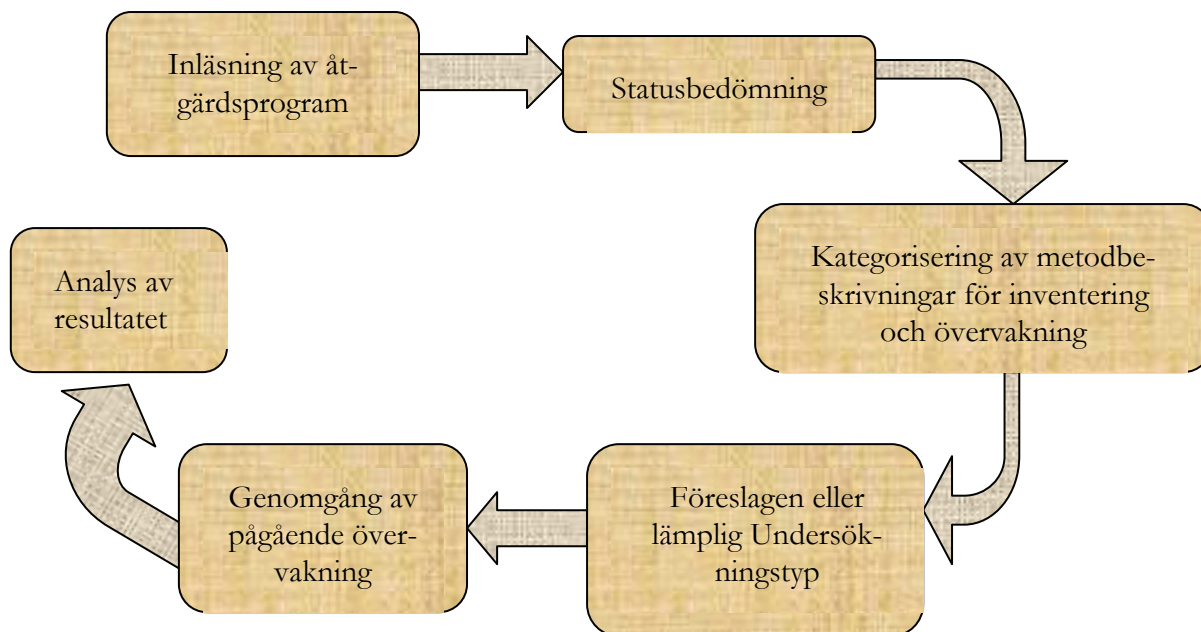 Inläsning av åt-
gärdsprogram
Statusbedömning
Kategorisering av metodbe-
skrivningar för inventering
och övervakning
Föreslagen eller
lämplig Undersök-
ningstyp
Genomgång av
pågående över-
vakning
Analys av
resultatet